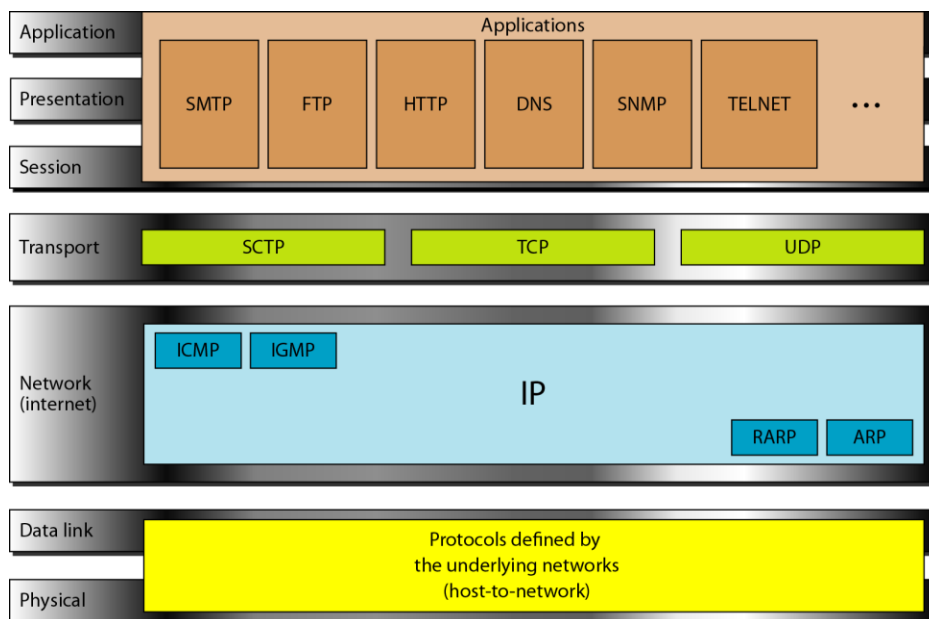 Application
Applications
Presentation
SMTP
FTP
HTTP
DNS
SNMP
TELNET
...
Session
Transport
SCTP
TCP
UDP
ICMP
IGMP
Network
(internet)
IP
RARP
ARP
Data link
Protocols defined by
the underlying networks
(host-to-network)
Physical